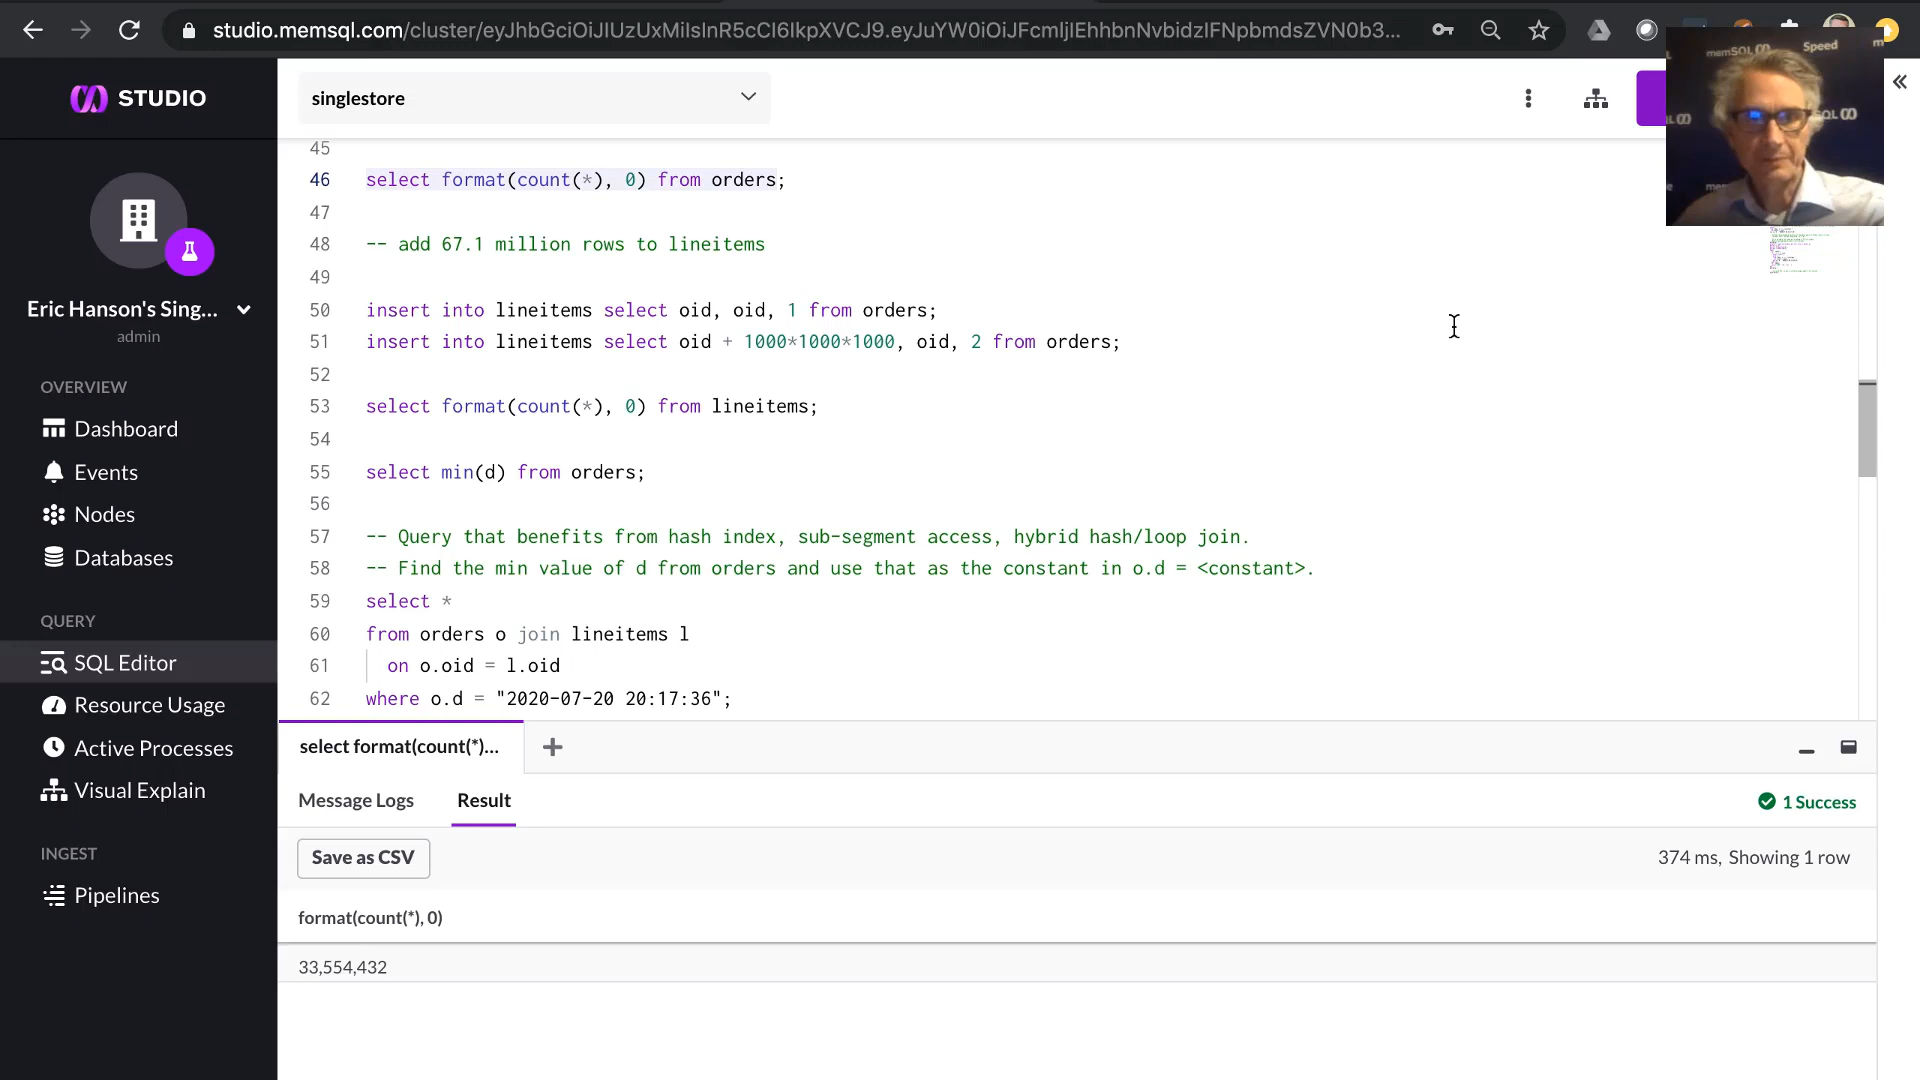 studio.memsql.com/cluster/eyJhbGciOiJIUzUxMiIsInR5cCI6IkpXVCJ9.eyJuYW0iOiJFcmljIEhhbnNvbidzIFNpbmdsZVN0b3...
STUDIO
singlestore
Eric Hanson's Sing...
admin
OVERVIEW
Dashboard
Events
Nodes
Databases
QUERY
SQL Editor
Resource Usage
Active Processes
Visual Explain
INGEST
Pipelines
memSQL
Speed
45
46 select format(count(*), 0) from orders;
47
48 -- add 67.1 million rows to lineitems
49
50 insert into lineitems select oid, oid, 1 from orders;
51 insert into lineitems select oid + 1000*1000*1000, oid, 2 from orders;
52
53 select format(count(*), 0) from lineitems;
54
55 select min(d) from orders;
56
57 -- Query that benefits from hash index, sub-segment access, hybrid hash/loop join.
58 -- Find the min value of d from orders and use that as the constant in o.d = <constant>.
59 select *
60 from orders o join lineitems l
61 on o.oid = l.oid
62 where o.d = "2020-07-20 20:17:36";
select format(count(*)...
Message Logs Result
1 Success
Save as CSV
374 ms, Showing 1 row
format(count(*), 0)
33,554,432